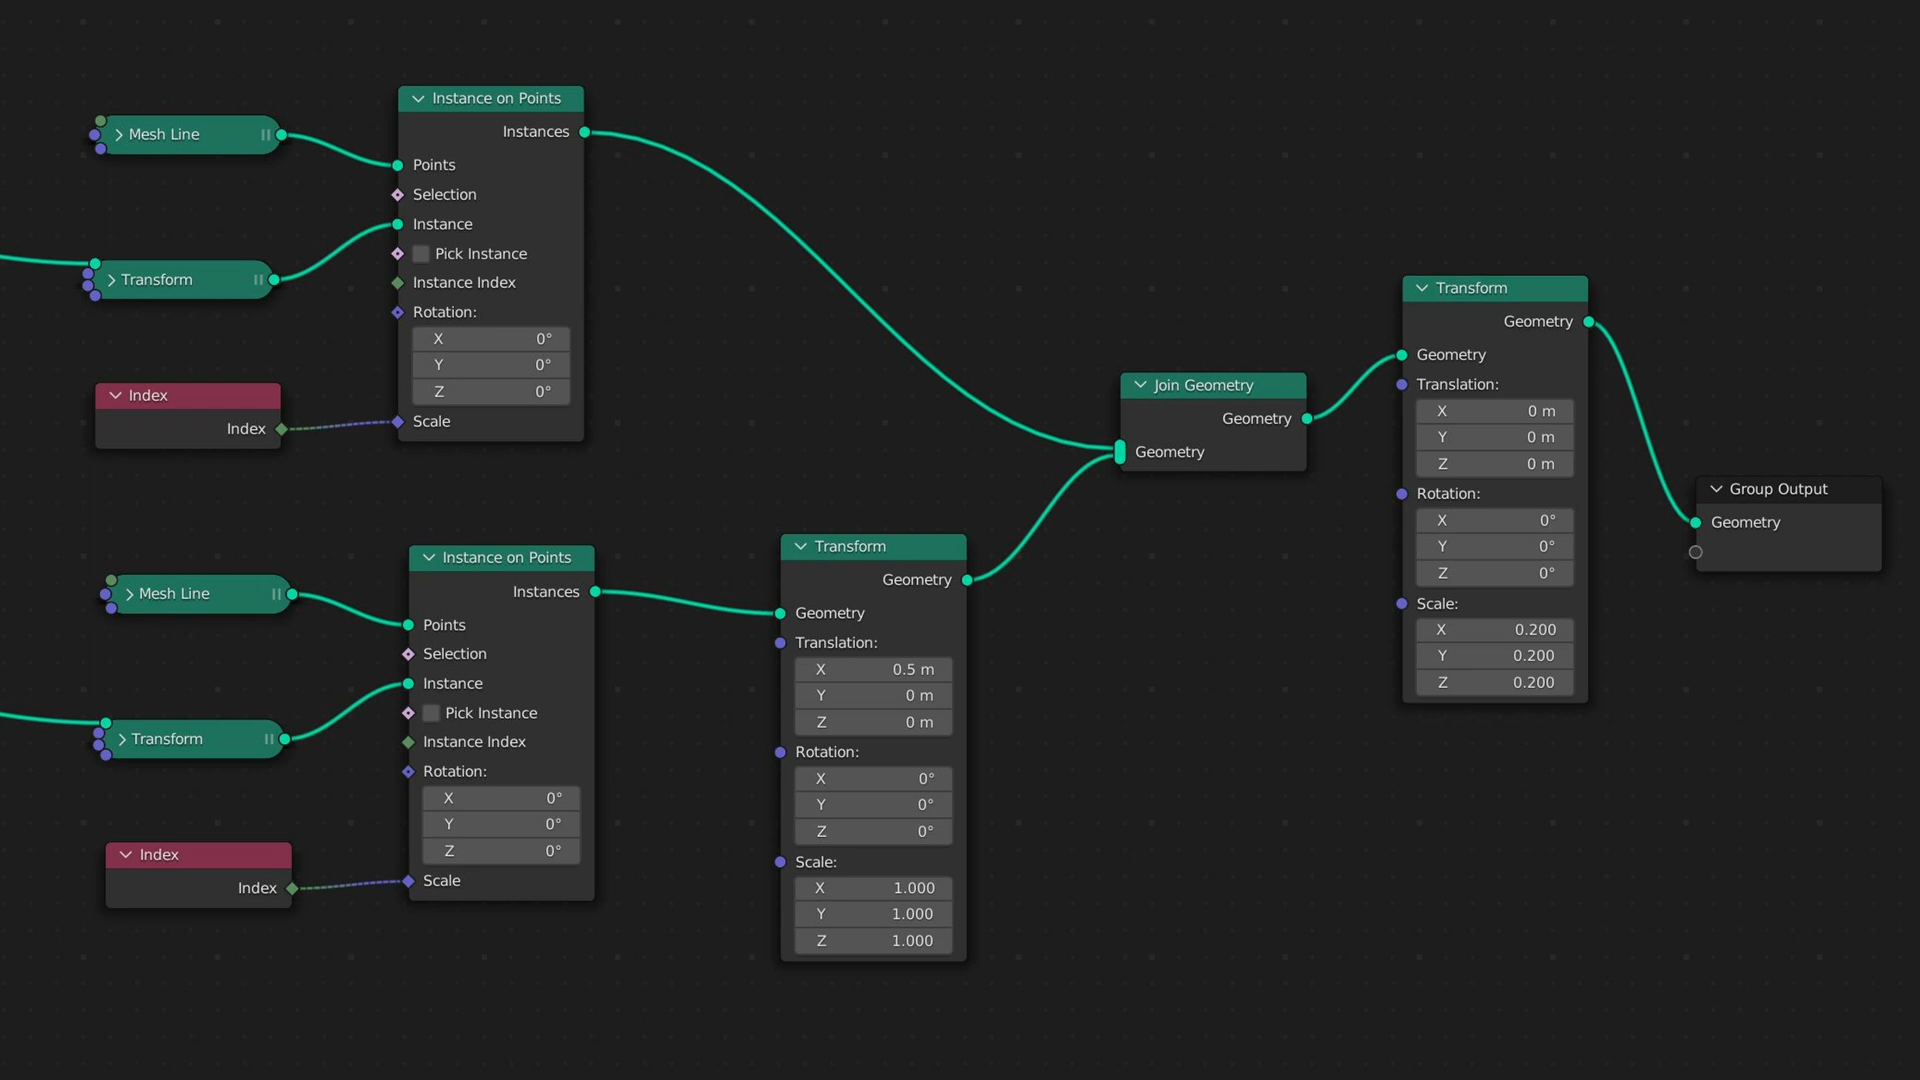 Mesh Line
Transform
Index
Index
Instance on Points
Instances
Points
Selection
Instance
Pick Instance
Instance Index
Rotation:
X 0°
Y 0°
Z 0°
Scale
Mesh Line
Transform
Index
Index
Instance on Points
Instances
Points
Selection
Instance
Pick Instance
Instance Index
Rotation:
X 0°
Y 0°
Z 0°
Scale
Transform
Geometry
Geometry
Translation:
X 0.5 m
Y 0 m
Z 0 m
Rotation:
X 0°
Y 0°
Z 0°
Scale:
X 1.000
Y 1.000
Z 1.000
Join Geometry
Geometry
Geometry
Transform
Geometry
Geometry
Translation:
X 0 m
Y 0 m
Z 0 m
Rotation:
X 0°
Y 0°
Z 0°
Scale:
X 0.200
Y 0.200
Z 0.200
Group Output
Geometry